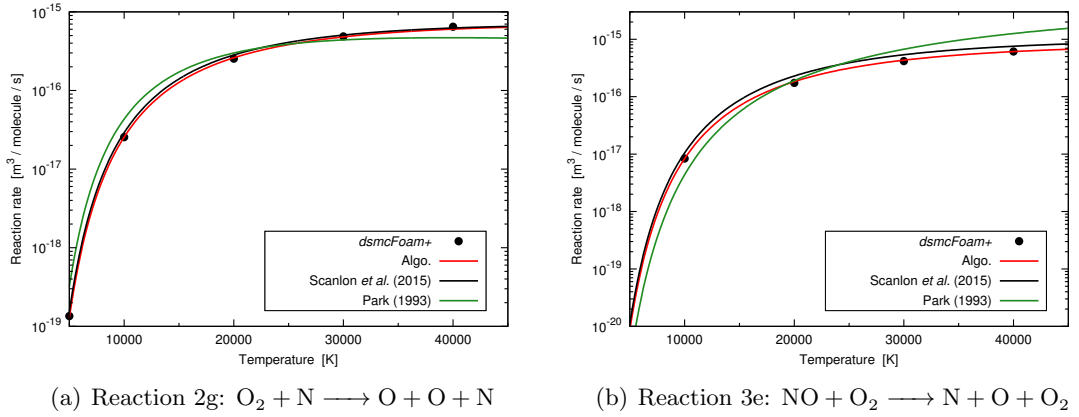 10^-15
10^-16
10^-17
10^-18
10^-19
Reaction rate [m^3 / molecule / s]
10000 20000 30000 40000
Temperature [K]
dsmcFoam+
Algo.
Scanlon et al. (2015)
Park (1993)
(a) Reaction 2g: O₂ + N ⟶ O + O + N
10^-15
10^-16
10^-17
10^-18
10^-19
10^-20
Reaction rate [m^3 / molecule / s]
10000 20000 30000 40000
Temperature [K]
dsmcFoam+
Algo.
Scanlon et al. (2015)
Park (1993)
(b) Reaction 3e: NO + O₂ ⟶ N + O + O₂